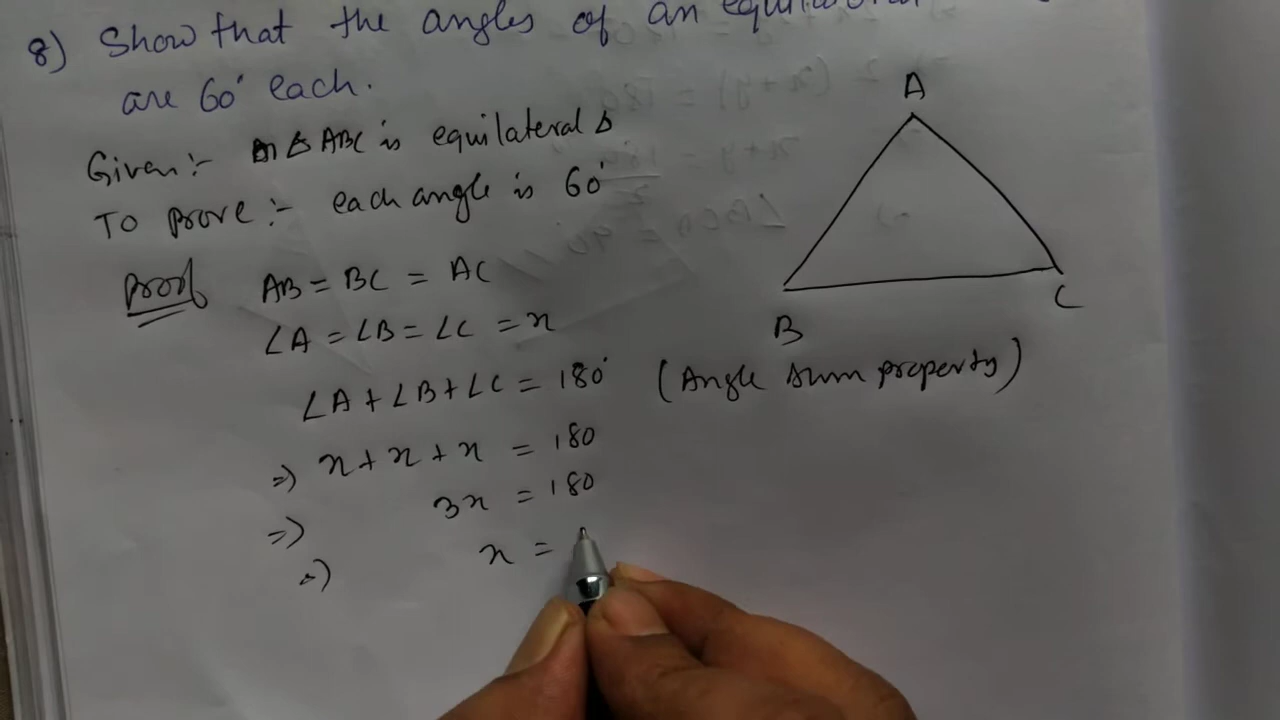 8) Show that the angles of an
are 60° each.
Given:- Δ ABC is equilateral Δ
To prove:- each angle is 60°
Proof AB = BC = AC
∠A = ∠B = ∠C = x
∠A + ∠B + ∠C = 180° (Angle sum property)
=> x + x + x = 180
=> 3x = 180
=> x =
A
B
C